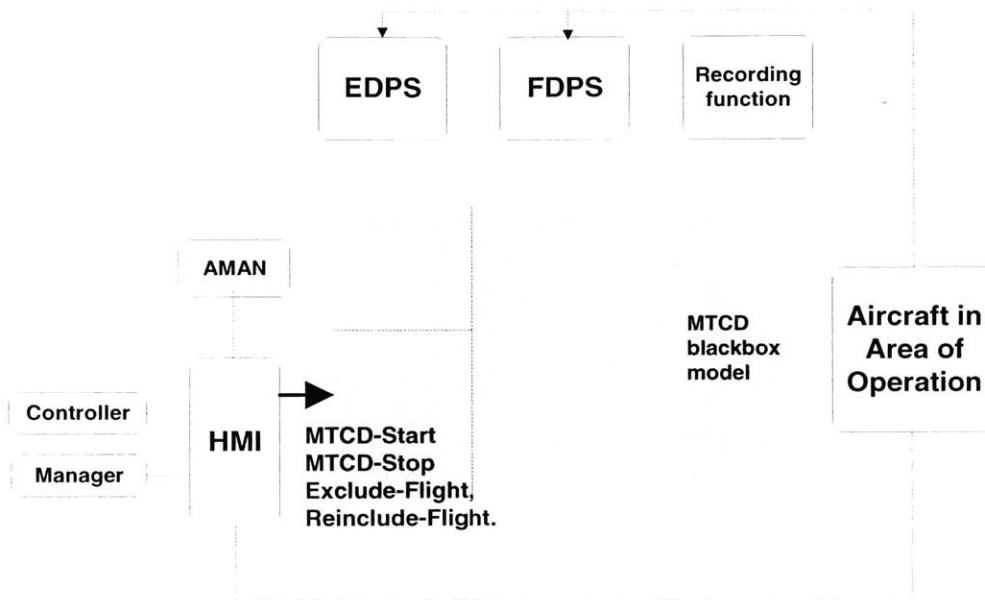 EDPS
FDPS
Recording
function
AMAN
MTCD
blackbox
model
Aircraft in
Area of
Operation
Controller
Manager
HMI
MTCD-Start
MTCD-Stop
Exclude-Flight,
Reinclude-Flight.